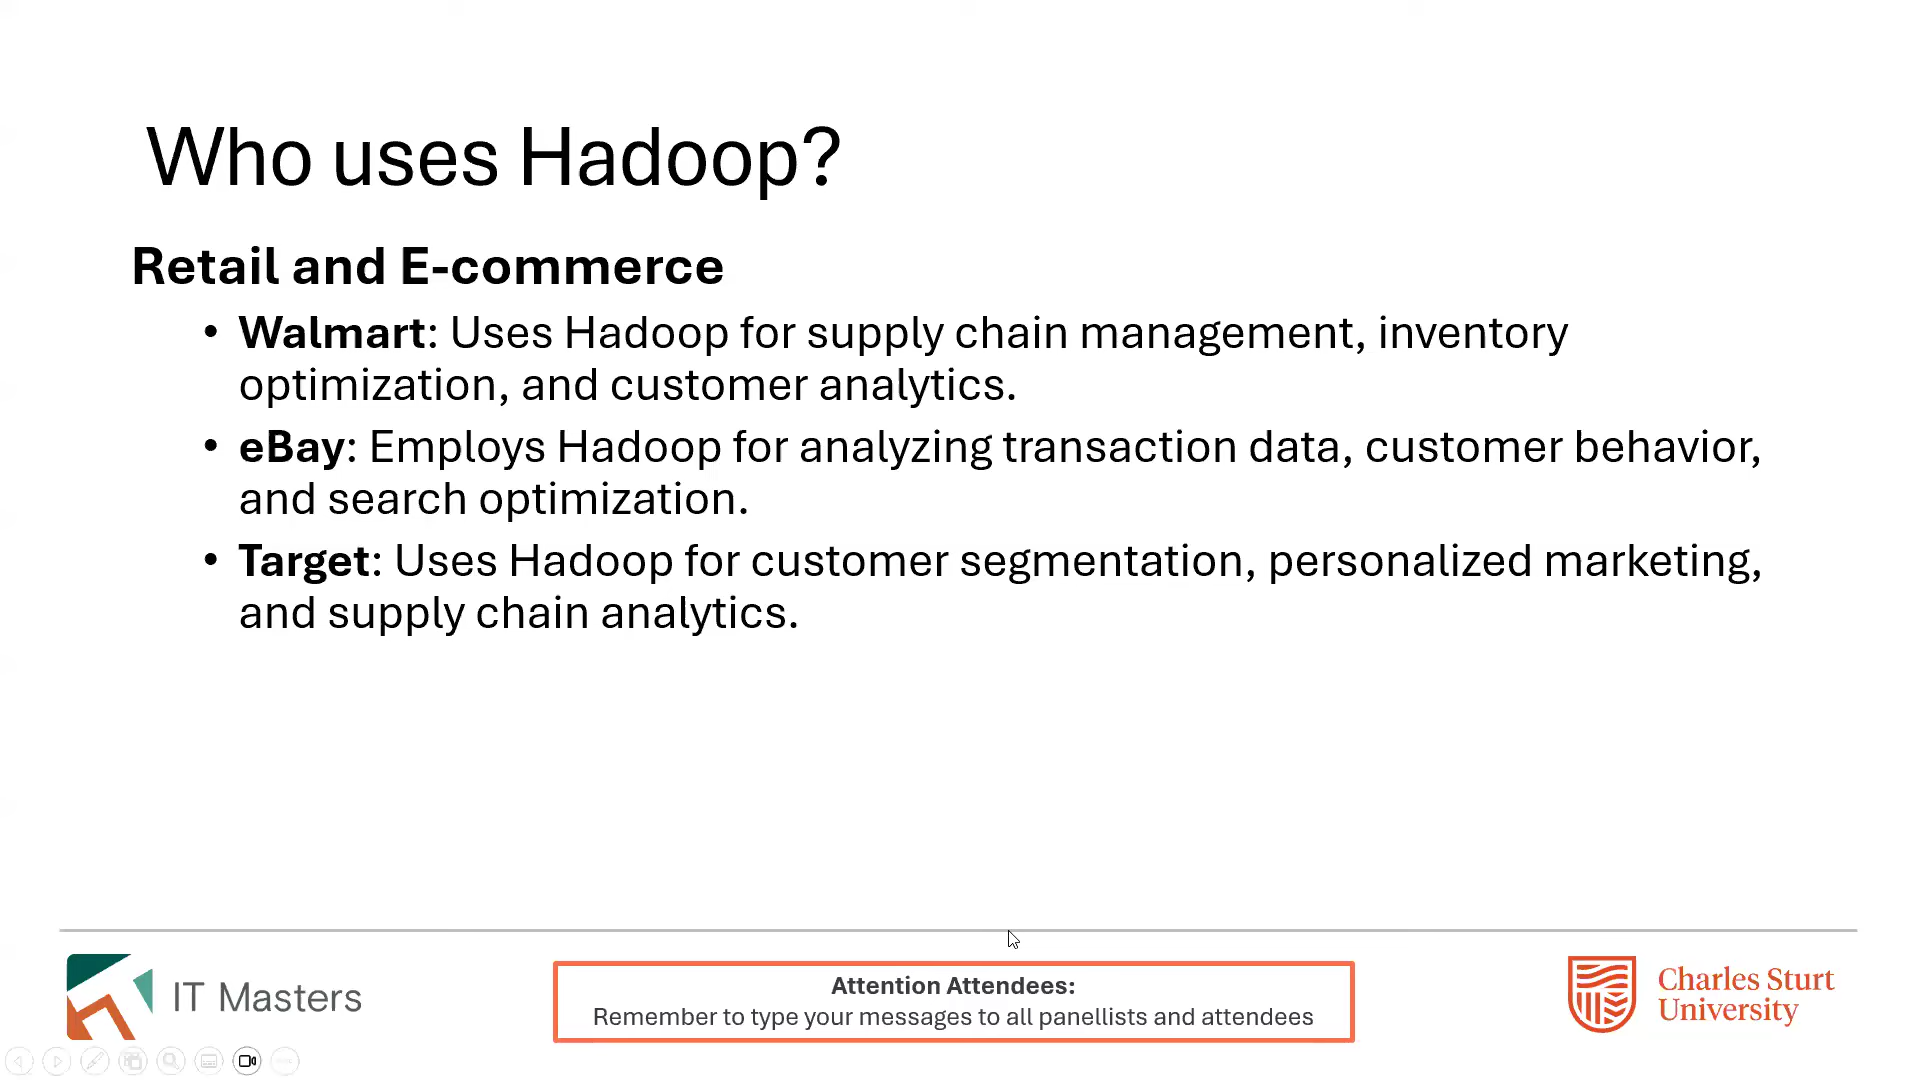 Who uses Hadoop?
Retail and E-commerce
• Walmart: Uses Hadoop for supply chain management, inventory
optimization, and customer analytics.
• eBay: Employs Hadoop for analyzing transaction data, customer behavior,
and search optimization.
• Target: Uses Hadoop for customer segmentation, personalized marketing,
and supply chain analytics.
IT Masters
Attention Attendees:
Remember to type your messages to all panellists and attendees
Charles Sturt
University